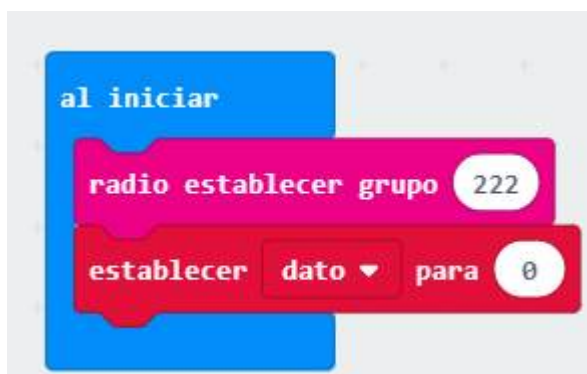 al iniciar
radio establecer grupo 222
establecer dato para 0